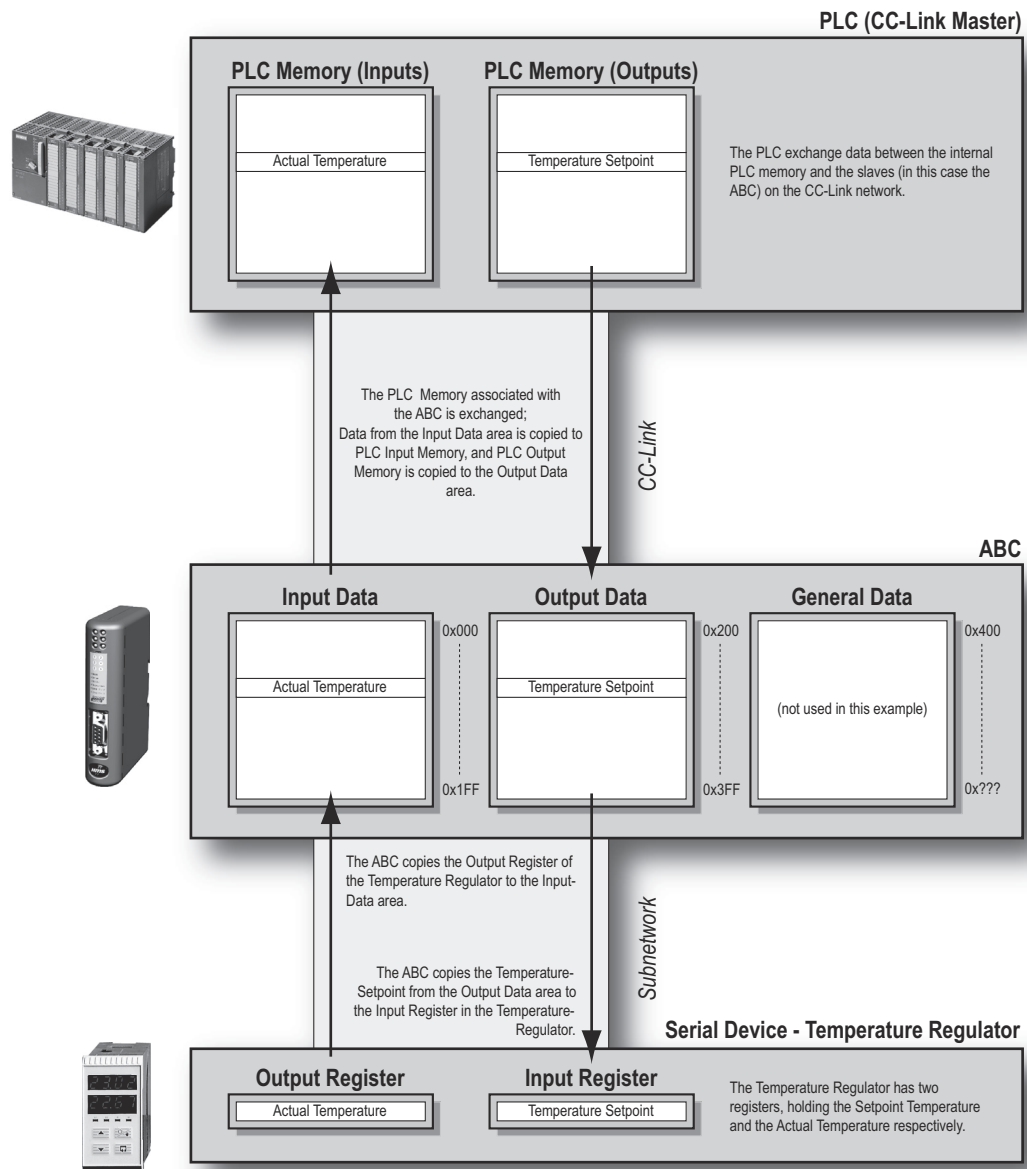 PLC (CC-Link Master)
PLC Memory (Inputs)
PLC Memory (Outputs)
Actual Temperature
Temperature Setpoint
The PLC exchange data between the internal
PLC memory and the slaves (in this case the
ABC) on the CC-Link network.
The PLC Memory associated with
the ABC is exchanged;
Data from the Input Data area is copied to
PLC Input Memory, and PLC Output
Memory is copied to the Output Data
area.
CC-Link
ABC
Input Data
Output Data
General Data
0x000
0x200
0x400
Actual Temperature
Temperature Setpoint
(not used in this example)
0x1FF
0x3FF
0x???
The ABC copies the Output Register of
the Temperature Regulator to the Input-
Data area.
The ABC copies the Temperature-
Setpoint from the Output Data area to
the Input Register in the Temperature-
Regulator.
Subnetwork
Serial Device - Temperature Regulator
Output Register
Input Register
Actual Temperature
Temperature Setpoint
The Temperature Regulator has two
registers, holding the Setpoint Temperature
and the Actual Temperature respectively.